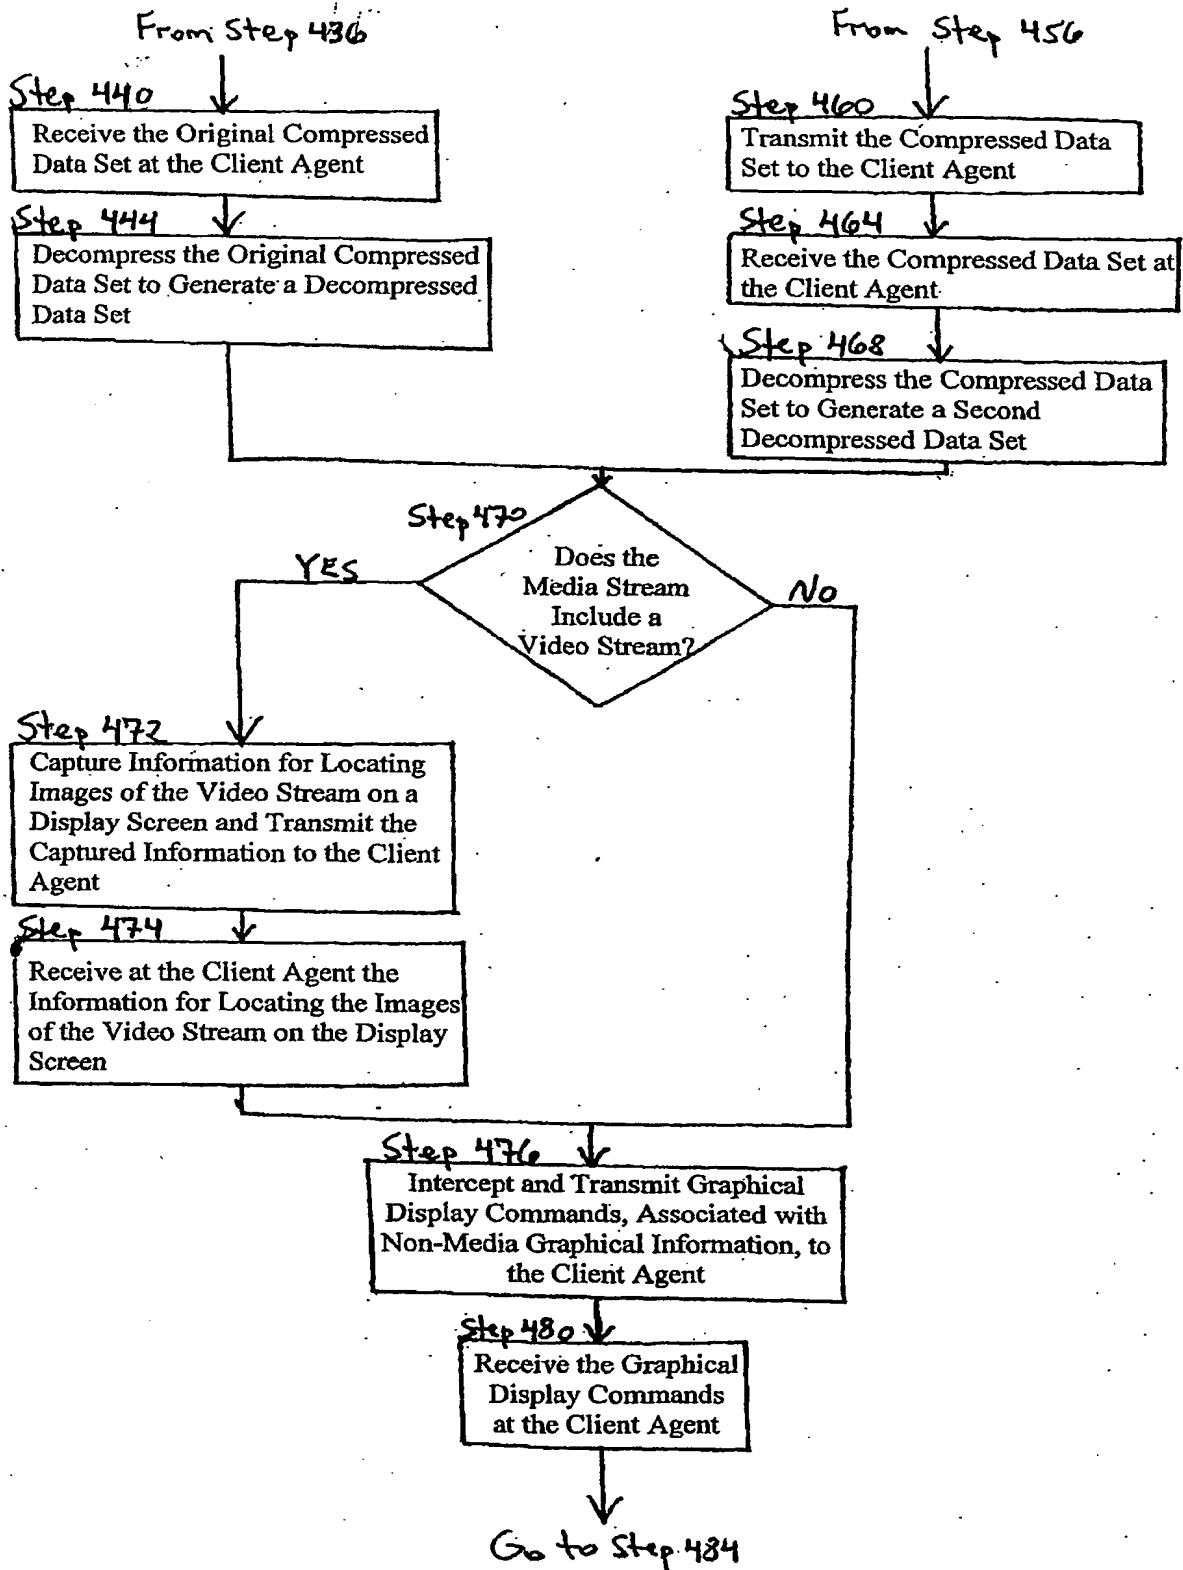 From Step 436
From Step 456
Step 440
Receive the Original Compressed
Data Set at the Client Agent
Step 444
Decompress the Original Compressed
Data Set to Generate a Decompressed
Data Set
Step 460
Transmit the Compressed Data
Set to the Client Agent
Step 464
Receive the Compressed Data Set at
the Client Agent
Step 468
Decompress the Compressed Data
Set to Generate a Second
Decompressed Data Set
Step 470
Does the
Media Stream
Include a
Video Stream?
YES
No
Step 472
Capture Information for Locating
Images of the Video Stream on a
Display Screen and Transmit the
Captured Information to the Client
Agent
Step 474
Receive at the Client Agent the
Information for Locating the Images
of the Video Stream on the Display
Screen
Step 476
Intercept and Transmit Graphical
Display Commands, Associated with
Non-Media Graphical Information, to
the Client Agent
Step 480
Receive the Graphical
Display Commands
at the Client Agent
Go to Step 484